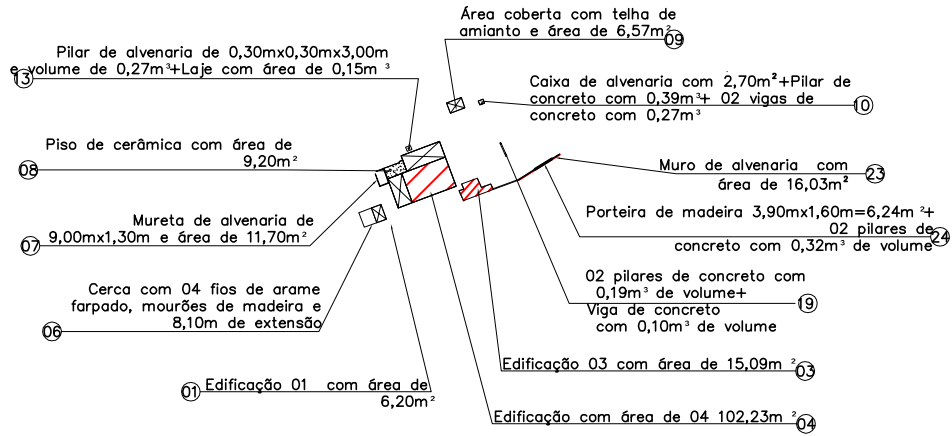 Área coberta com telha de
amianto e área de 6,57m²
09
Pilar de alvenaria de 0,30mx0,30mx3,00m
e volume de 0,27m³+Laje com área de 0,15m ³
13
Caixa de alvenaria com 2,70m²+Pilar de
concreto com 0,39m³+ 02 vigas de
concreto com 0,27m³
10
Piso de cerâmica com área de
9,20m²
08
Muro de alvenaria com
área de 16,03m²
23
Mureta de alvenaria de
9,00mx1,30m e área de 11,70m²
07
Porteira de madeira 3,90mx1,60m=6,24m ²+
02 pilares de
concreto com 0,32m³ de volume
24
Cerca com 04 fios de arame
farpado, mourões de madeira e
8,10m de extensão
06
02 pilares de concreto com
0,19m³ de volume+
Viga de concreto
com 0,10m³ de volume
19
Edificação 03 com área de 15,09m ²
03
Edificação 01 com área de
6,20m²
01
Edificação com área de 04 102,23m ²
04